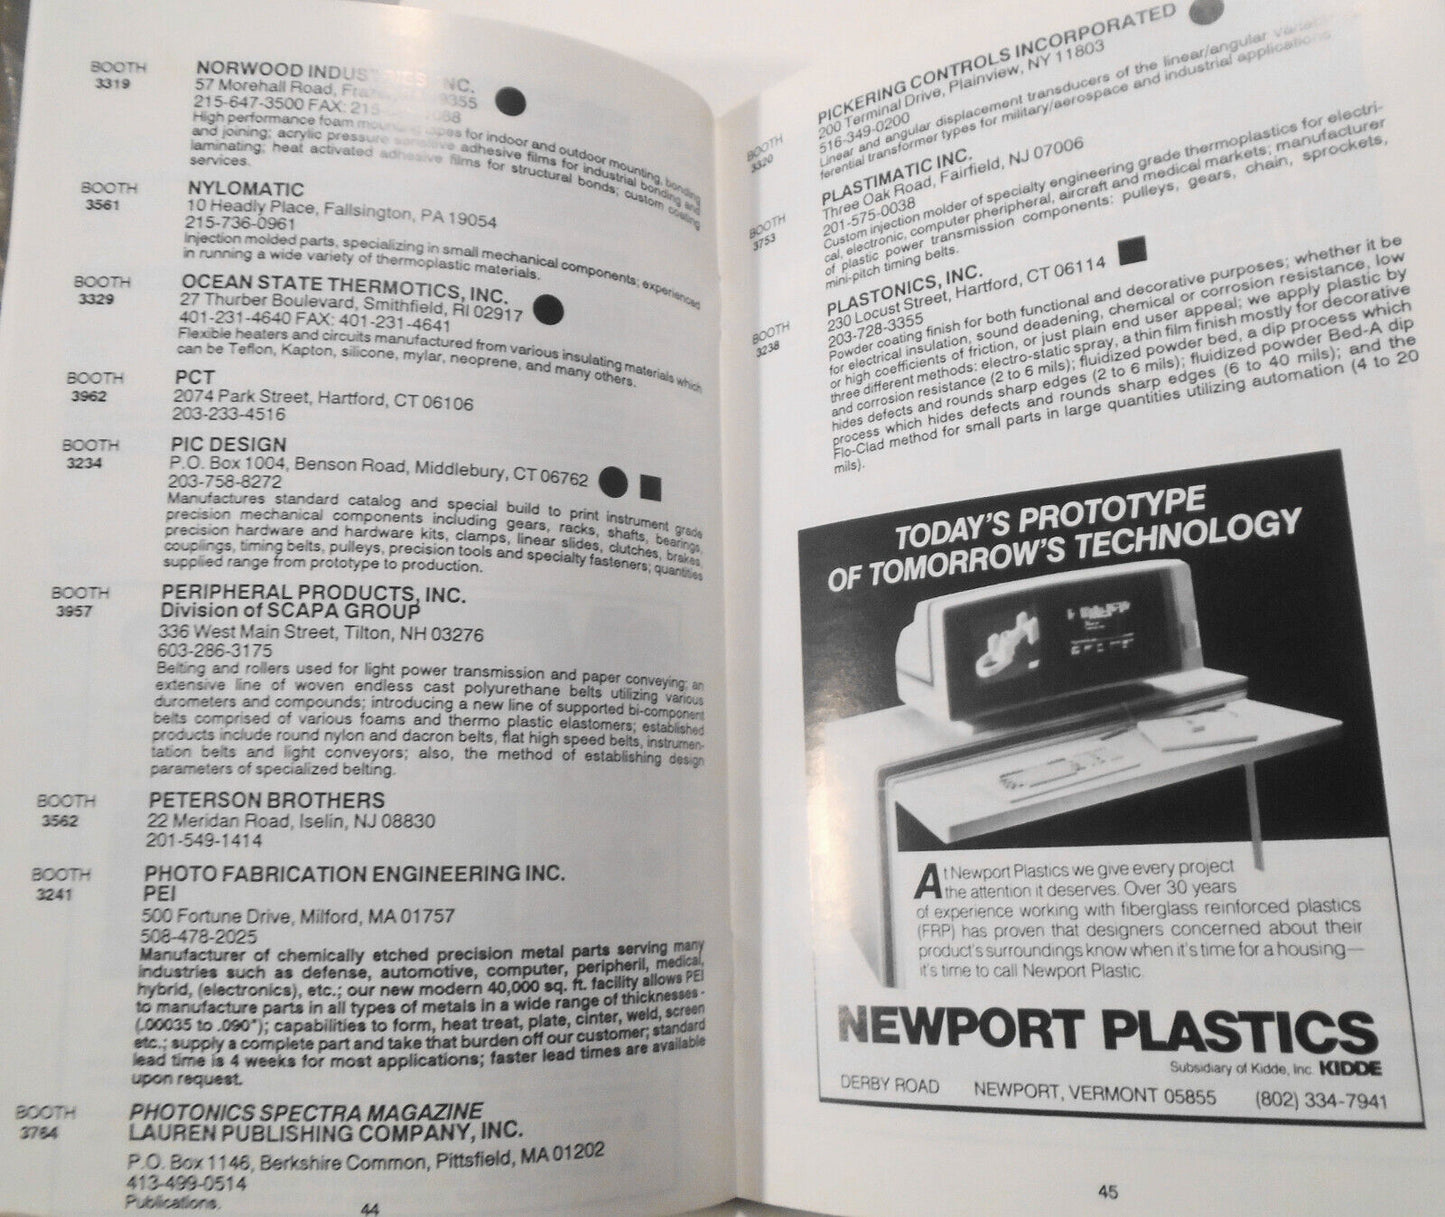 BOOTH
3319
NORWOOD INDUSTRIES, INC.
57 Morehall Road, 19355
215-647-3500 FAX: 215-
High performance foam mounting tapes for indoor and outdoor mounting, bonding
and joining; acrylic pressure sensitive adhesive films for industrial bonding and
laminating; heat activated adhesive films for structural bonds; custom coating
services.
BOOTH
3561
NYLOMATIC
10 Headly Place, Fallsington, PA 19054
215-736-0961
Injection molded parts, specializing in small mechanical components; experienced
in running a wide variety of thermoplastic materials.
BOOTH
3329
OCEAN STATE THERMOTICS, INC.
27 Thurber Boulevard, Smithfield, RI 02917
401-231-4640 FAX: 401-231-4641
Flexible heaters and circuits manufactured from various insulating materials which
can be Teflon, Kapton, silicone, mylar, neoprene, and many others.
BOOTH
3962
PCT
2074 Park Street, Hartford, CT 06106
203-233-4516
BOOTH
3234
PIC DESIGN
P.O. Box 1004, Benson Road, Middlebury, CT 06762
203-758-8272
Manufactures standard catalog and special build to print instrument grade
precision mechanical components including gears, racks, shafts, bearings,
precision hardware and hardware kits, clamps, linear slides, clutches, brakes,
couplings, timing belts, pulleys, precision tools and specialty fasteners; quantities
supplied range from prototype to production.
BOOTH
3957
PERIPHERAL PRODUCTS, INC.
Division of SCAPA GROUP
336 West Main Street, Tilton, NH 03276
603-286-3175
Belting and rollers used for light power transmission and paper conveying; an
extensive line of woven endless cast polyurethane belts utilizing various
durometers and compounds; introducing a new line of supported bi-component
belts comprised of various foams and thermo plastic elastomers; established
products include round nylon and dacron belts, flat high speed belts, instrumen-
tation belts and light conveyors; also, the method of establishing design
parameters of specialized belting.
BOOTH
3562
PETERSON BROTHERS
22 Meridan Road, Iselin, NJ 08830
201-549-1414
BOOTH
3241
PHOTO FABRICATION ENGINEERING INC.
PEI
500 Fortune Drive, Milford, MA 01757
508-478-2025
Manufacturer of chemically etched precision metal parts serving many
industries such as defense, automotive, computer, peripheril, medical,
hybrid, (electronics), etc.; our new modern 40,000 sq. ft. facility allows PEI
to manufacture parts in all types of metals in a wide range of thicknesses -
(.00035 to .090"); capabilities to form, heat treat, plate, cinter, weld, screen
etc.; supply a complete part and take that burden off our customer; standard
lead time is 4 weeks for most applications; faster lead times are available
upon request.
BOOTH
3764
PHOTONICS SPECTRA MAGAZINE
LAUREN PUBLISHING COMPANY, INC.
P.O. Box 1146, Berkshire Common, Pittsfield, MA 01202
413-499-0514
Publications.
44
BOOTH
3320
PICKERING CONTROLS INCORPORATED
200 Terminal Drive, Plainview, NY 11803
516-349-0200
Linear and angular displacement transducers of the linear/angular variable
ferential transformer types for military/aerospace and industrial applications
BOOTH
3753
PLASTIMATIC INC.
Three Oak Road, Fairfield, NJ 07006
201-575-0038
Custom injection molder of specialty engineering grade thermoplastics for electri-
cal, electronic, computer pheripheral, aircraft and medical markets; manufacturer
of plastic power transmission components: pulleys, gears, chain, sprockets,
mini-pitch timing belts.
BOOTH
3238
PLASTONICS, INC.
230 Locust Street, Hartford, CT 06114
203-728-3355
Powder coating finish for both functional and decorative purposes; whether it be
for electrical insulation, sound deadening, chemical or corrosion resistance, low
or high coefficients of friction, or just plain end user appeal; we apply plastic by
three different methods: electro-static spray, a thin film finish mostly for decorative
and corrosion resistance (2 to 6 mils); fluidized powder bed, a dip process which
hides defects and rounds sharp edges (2 to 6 mils); fluidized powder Bed-A dip
process which hides defects and rounds sharp edges (6 to 40 mils); and the
Flo-Clad method for small parts in large quantities utilizing automation (4 to 20
mils).
TODAY'S PROTOTYPE
OF TOMORROW'S TECHNOLOGY
At Newport Plastics we give every project
the attention it deserves. Over 30 years
of experience working with fiberglass reinforced plastics
(FRP) has proven that designers concerned about their
product's surroundings know when it's time for a housing—
it's time to call Newport Plastic.
NEWPORT PLASTICS
Subsidiary of Kidde, Inc. KIDDE
DERBY ROAD NEWPORT, VERMONT 05855 (802) 334-7941
45